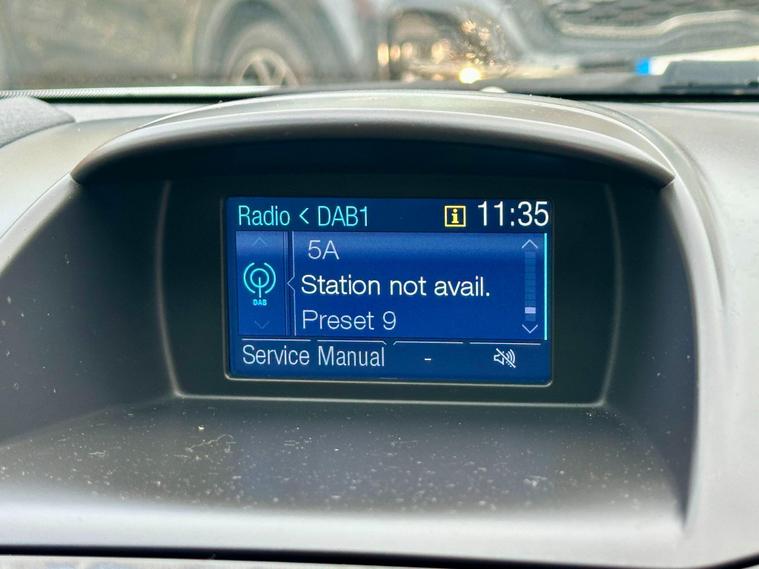 Radio < DAB1 i 11:35
5A
Station not avail.
DAB
Preset 9
Service Manual -